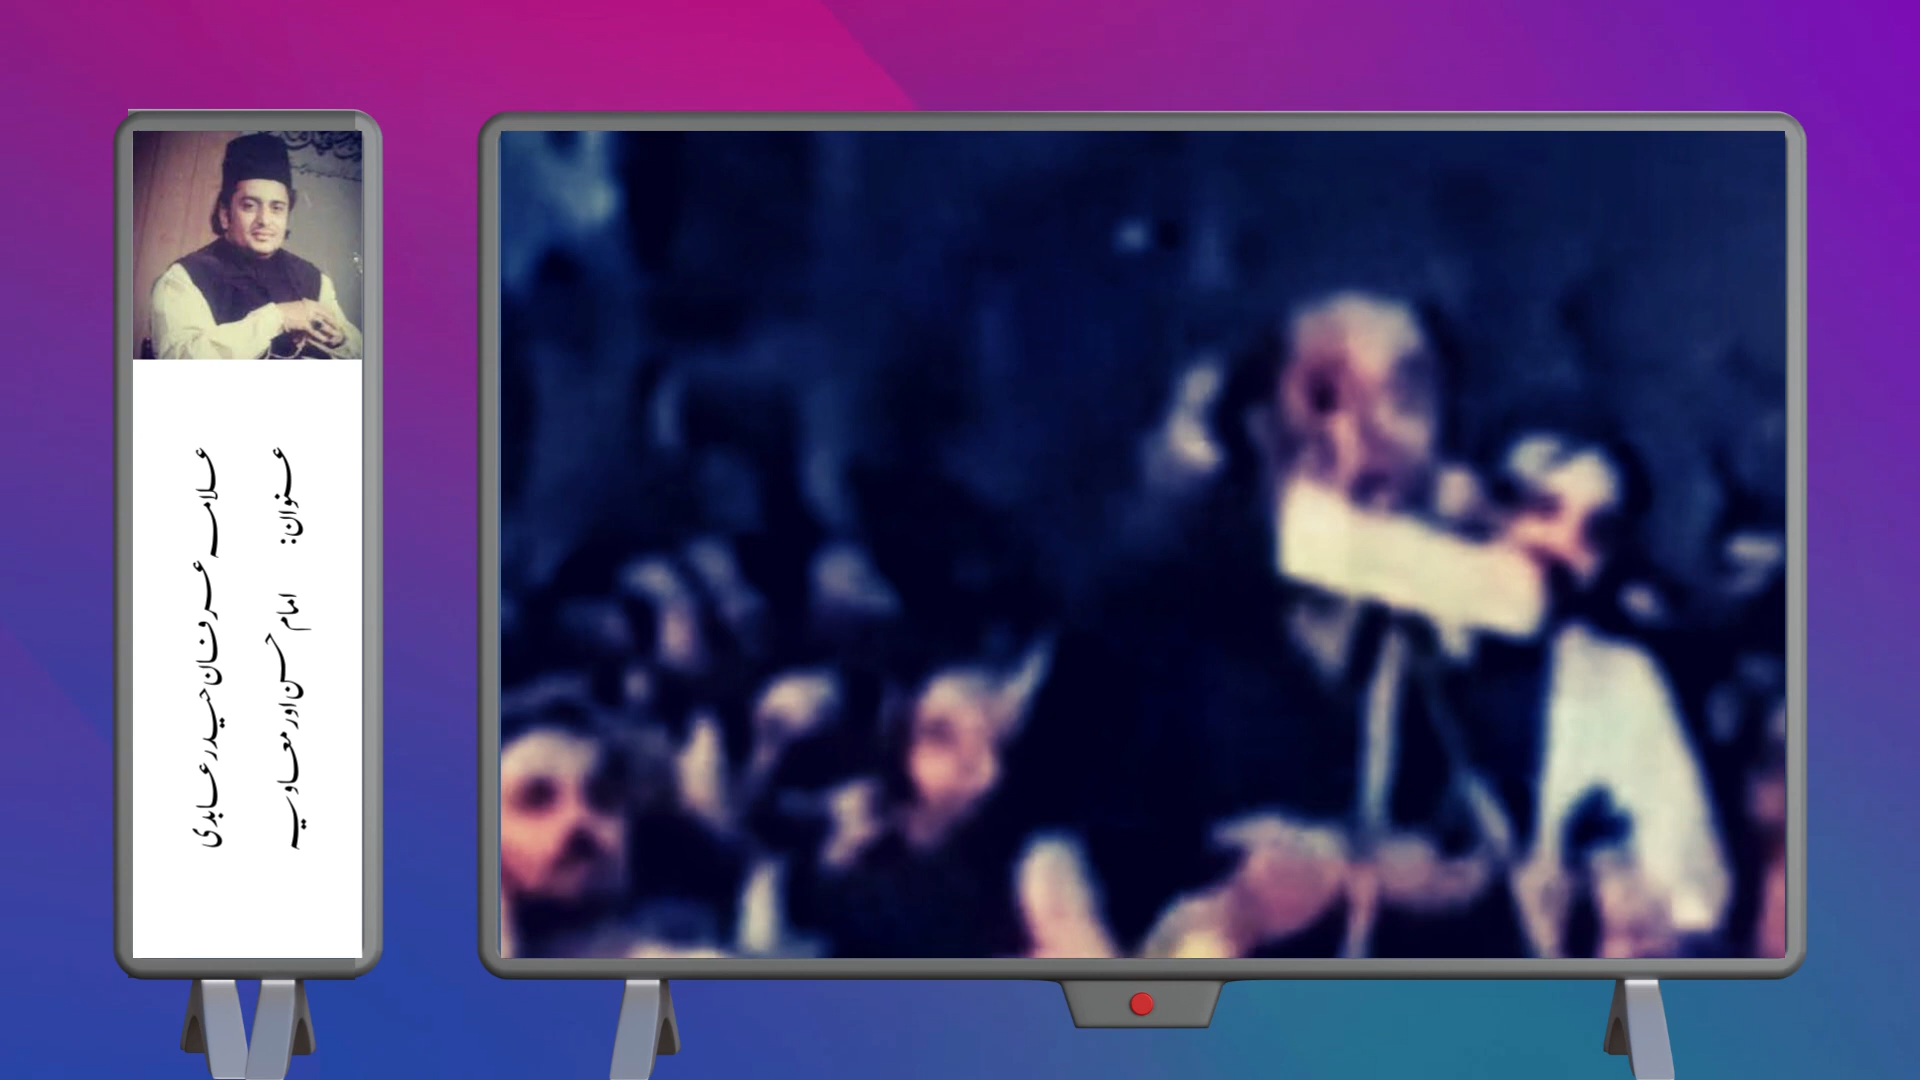 علامہ عرفان حیدر عابدی
عنوان: امام حسن اور معاویہ